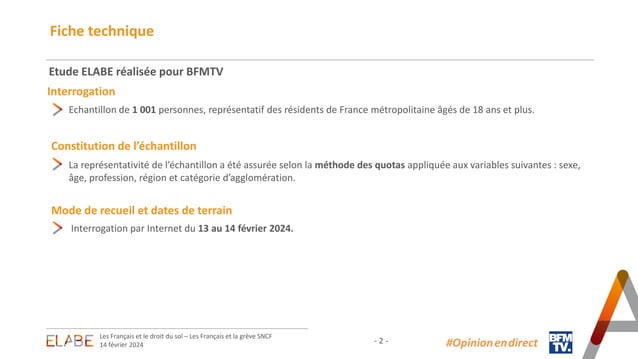 Fiche technique
Etude ELABE réalisée pour BFMTV
Interrogation
Echantillon de 1 001 personnes, représentatif des résidents de France métropolitaine âgés de 18 ans et plus.
Constitution de l’échantillon
La représentativité de l’échantillon a été assurée selon la méthode des quotas appliquée aux variables suivantes : sexe,
âge, profession, région et catégorie d’agglomération.
Mode de recueil et dates de terrain
Interrogation par Internet du 13 au 14 février 2024.
ELABE
Les Français et le droit du sol – Les Français et la grève SNCF
14 février 2024
- 2 -
#Opinionendirect
BFM
TV.